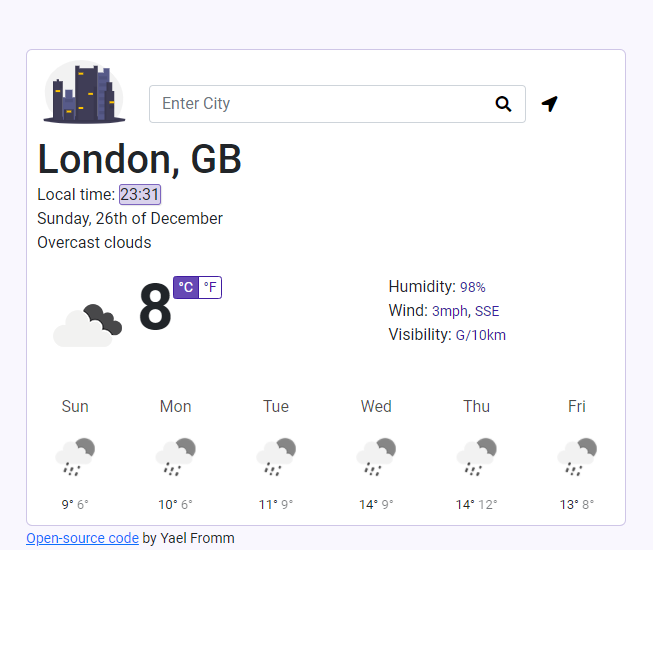 Enter City
London, GB
Local time: 23:31
Sunday, 26th of December
Overcast clouds
8 °C °F
Humidity: 98%
Wind: 3mph, SSE
Visibility: G/10km
Sun Mon Tue Wed Thu Fri
9° 6° 10° 6° 11° 9° 14° 9° 14° 12° 13° 8°
Open-source code by Yael Fromm